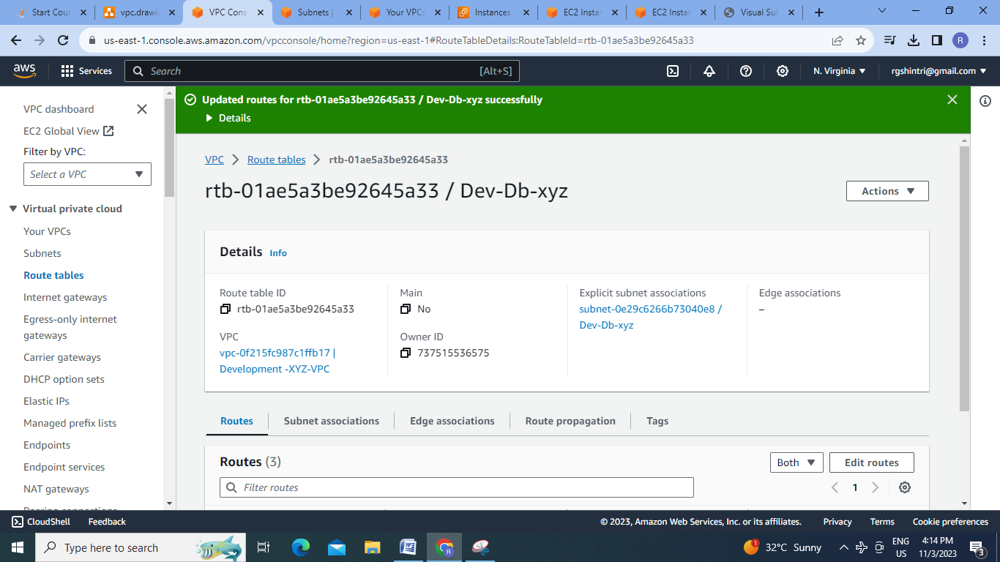 Start Cour
vpc.drawi
VPC Cons
Subnets |
Your VPCs
Instances
EC2 Instar
EC2 Instar
Visual Sub
us-east-1.console.aws.amazon.com/vpcconsole/home?region=us-east-1#RouteTableDetails:RouteTableId=rtb-01ae5a3be92645a33
R
aws
Services
Search
[Alt+S]
N. Virginia
rgshintri@gmail.com
VPC dashboard
EC2 Global View
Filter by VPC:
Select a VPC
Virtual private cloud
Your VPCs
Subnets
Route tables
Internet gateways
Egress-only internet
gateways
Carrier gateways
DHCP option sets
Elastic IPs
Managed prefix lists
Endpoints
Endpoint services
NAT gateways
Updated routes for rtb-01ae5a3be92645a33 / Dev-Db-xyz successfully
Details
VPC
Route tables
rtb-01ae5a3be92645a33
rtb-01ae5a3be92645a33 / Dev-Db-xyz
Actions
Details Info
Route table ID
rtb-01ae5a3be92645a33
Main
No
Explicit subnet associations
subnet-0e29c6266b73040e8 /
Dev-Db-xyz
Edge associations
–
VPC
vpc-0f215fc987c1ffb17 |
Development -XYZ-VPC
Owner ID
737515536575
Routes
Subnet associations
Edge associations
Route propagation
Tags
Routes (3)
Both
Edit routes
Filter routes
1
CloudShell
Feedback
© 2023, Amazon Web Services, Inc. or its affiliates.
Privacy
Terms
Cookie preferences
Type here to search
1
32°C Sunny
ENG
US
4:14 PM
11/3/2023
3